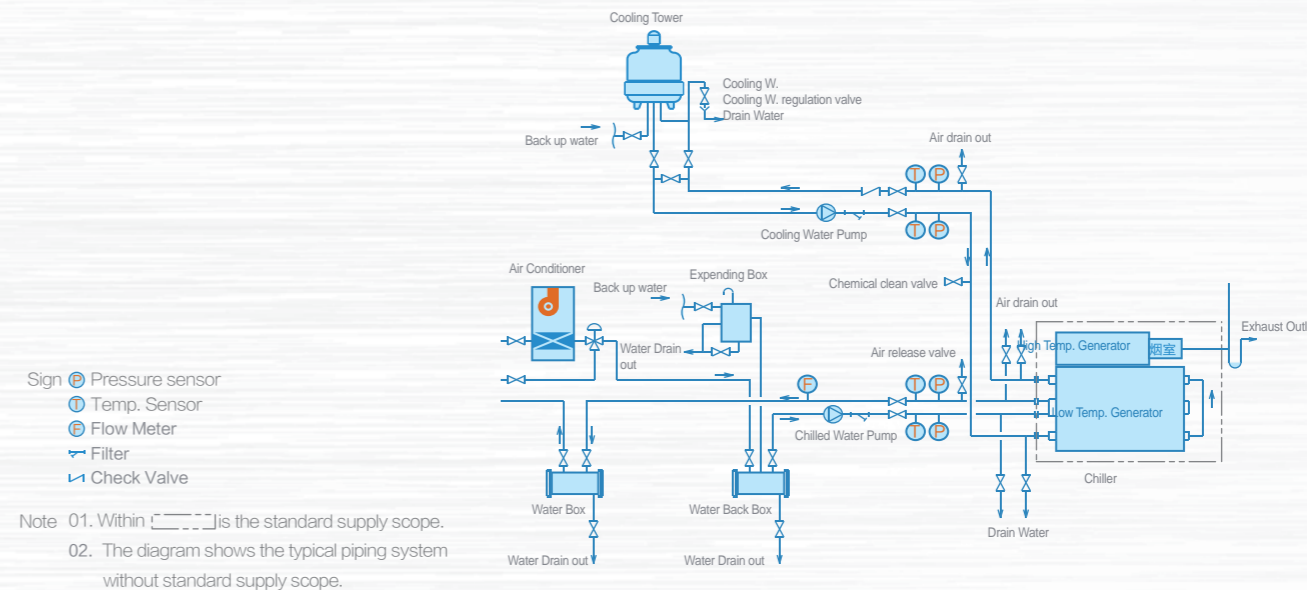 Cooling Tower
Cooling W.
Cooling W. regulation valve
Drain Water
Back up water
Air drain out
T P
Cooling Water Pump
T P
Air Conditioner
Expending Box
Back up water
Chemical clean valve
Air drain out
Exhaust Outl
High Temp. Generator
烟室
Water Drain
out
Air release valve
Sign P Pressure sensor
T Temp. Sensor
F Flow Meter
Filter
Check Valve
F
T P
Low Temp. Generator
Chilled Water Pump
T P
Chiller
Water Box
Water Back Box
Drain Water
Water Drain out
Water Drain out
Note 01. Within is the standard supply scope.
02. The diagram shows the typical piping system
without standard supply scope.